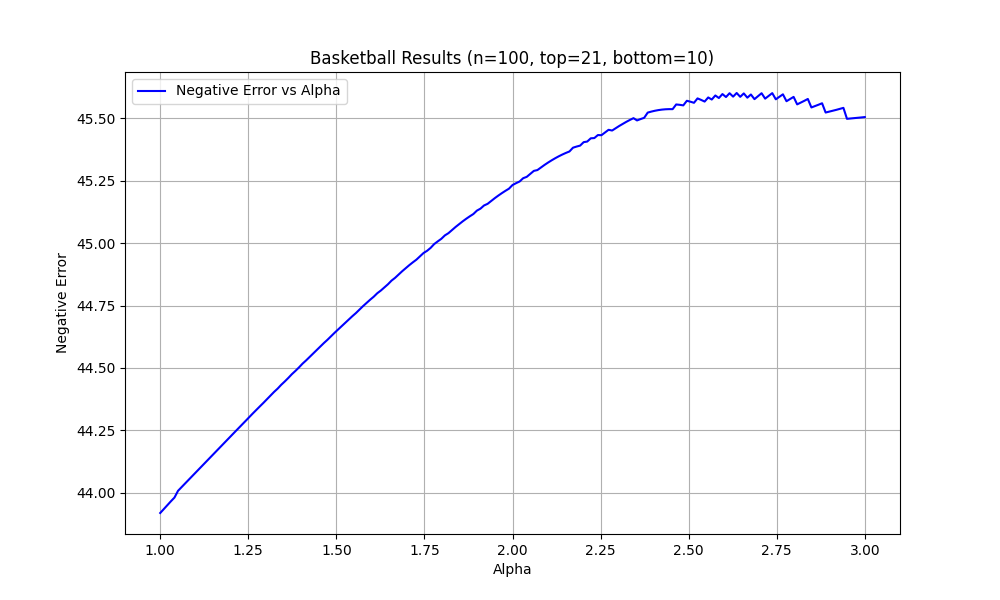 Basketball Results (n=100, top=21, bottom=10)
Negative Error vs Alpha
45.50
45.25
45.00
44.75
44.50
44.25
44.00
Negative Error
1.00 1.25 1.50 1.75 2.00 2.25 2.50 2.75 3.00
Alpha